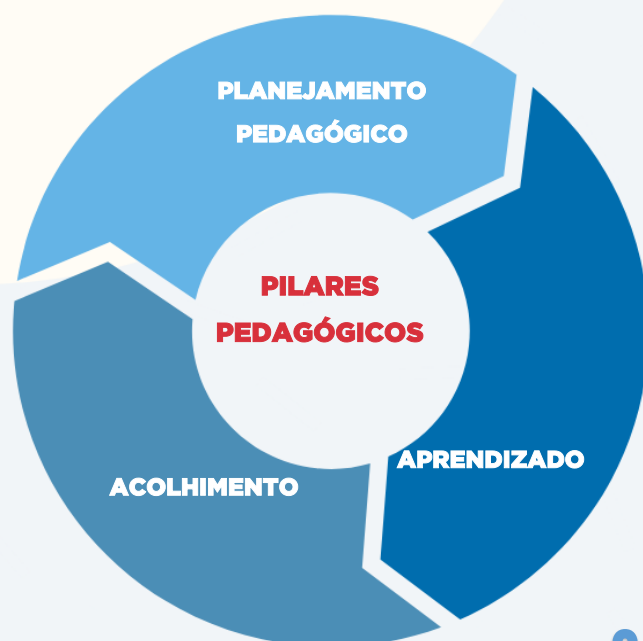 PLANEJAMENTO
PEDAGÓGICO
PILARES
PEDAGÓGICOS
APRENDIZADO
ACOLHIMENTO